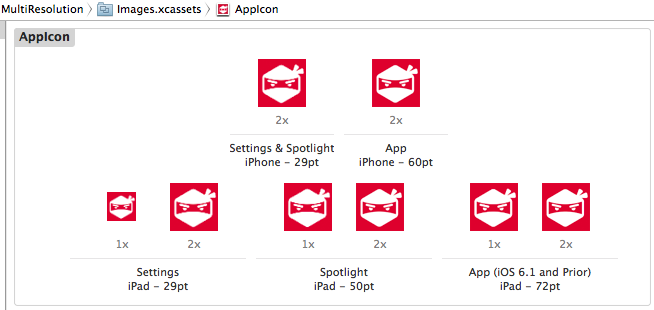 MultiResolution Images.xcassets AppIcon
AppIcon
2x 2x
Settings & Spotlight App
iPhone – 29pt iPhone – 60pt
1x 2x 1x 2x 1x 2x
Settings Spotlight App (iOS 6.1 and Prior)
iPad – 29pt iPad – 50pt iPad – 72pt